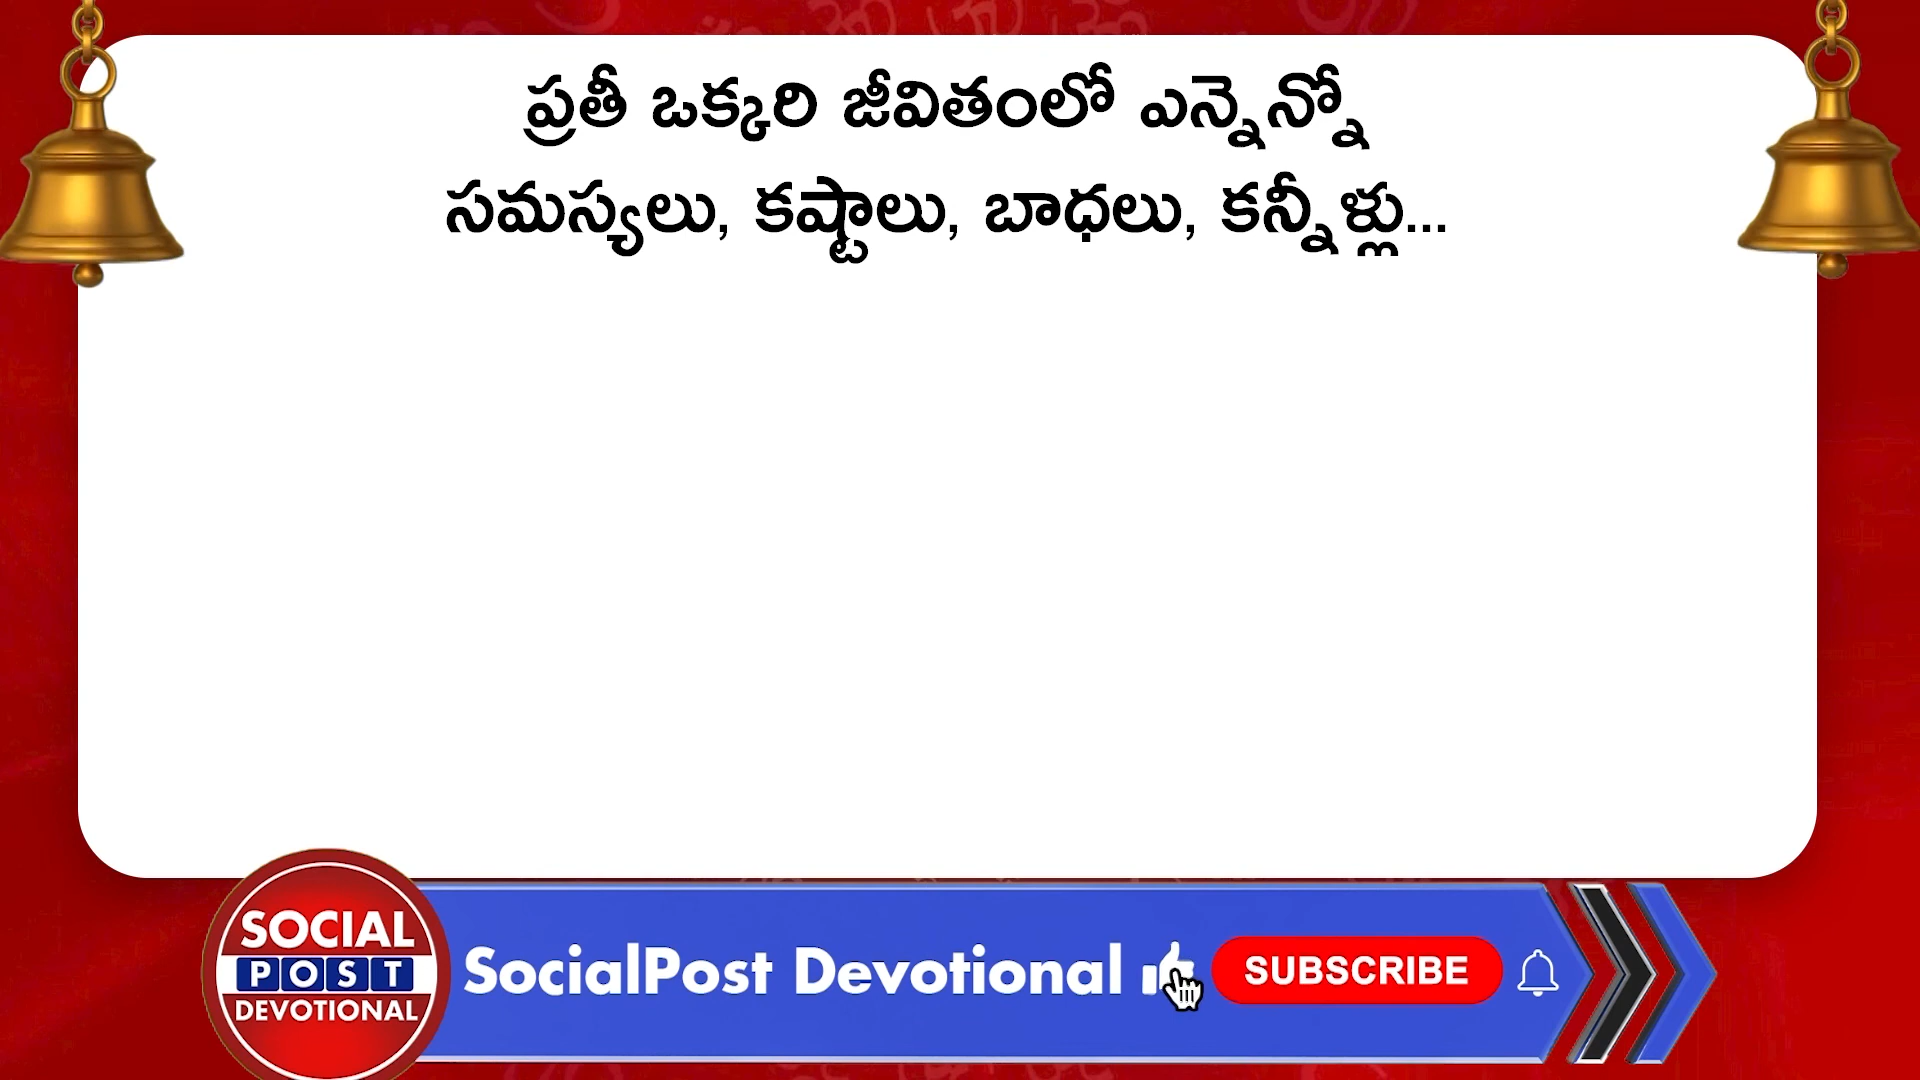 ప్రతీ ఒక్కరి జీవితంలో ఎన్నెన్నో
సమస్యలు, కష్టాలు, బాధలు, కన్నీళ్లు...
SOCIAL
POST
DEVOTIONAL
SocialPost Devotional
SUBSCRIBE